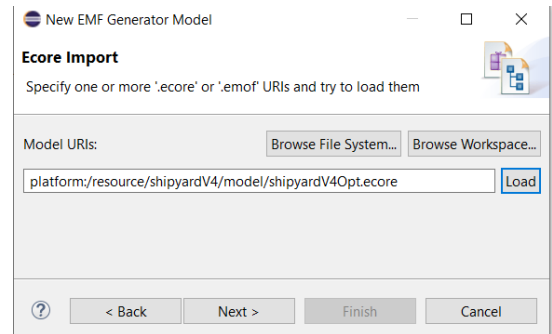 New EMF Generator Model
Ecore Import
Specify one or more '.ecore' or '.emof' URIs and try to load them
Model URIs: Browse File System... Browse Workspace...
platform:/resource/shipyardV4/model/shipyardV4Opt.ecore Load
? < Back Next > Finish Cancel